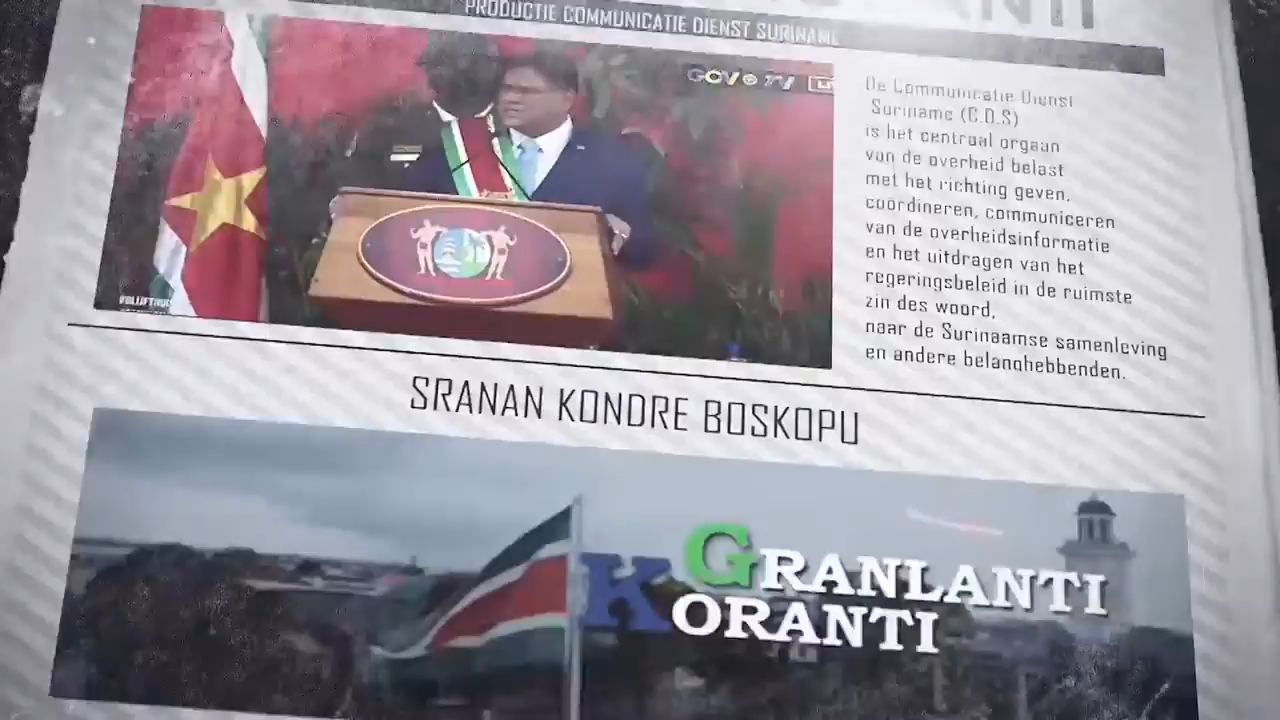 PRODUCTIE COMMUNICATIE DIENST SURINAME
GOV TV
De Communicatie Dienst
Suriname (C.D.S)
is het centraal orgaan
van de overheid belast
met het richting geven,
coördineren, communiceren
van de overheidsinformatie
en het uitdragen van het
regeringsbeleid in de ruimste
zin des woord,
naar de Surinaamse samenleving
en andere belanghebbenden.
SRANAN KONDRE BOSKOPU
GRANLANTI
KORANTI